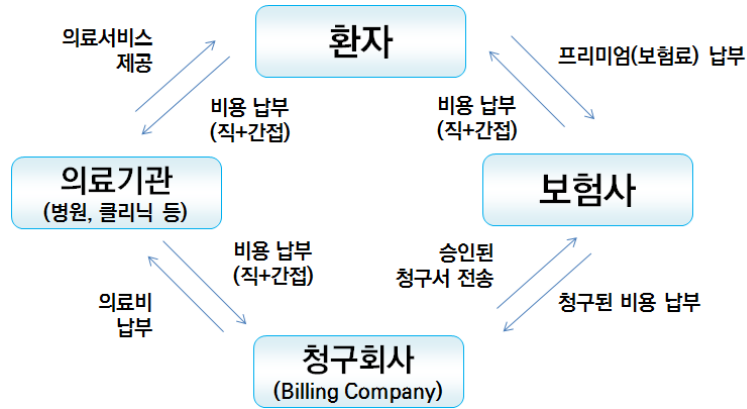 환자
의료서비스
제공
프리미엄(보험료) 납부
비용 납부
(직+간접)
비용 납부
(직+간접)
의료기관
(병원, 클리닉 등)
보험사
비용 납부
(직+간접)
승인된
청구서 전송
의료비
납부
청구된 비용 납부
청구회사
(Billing Company)